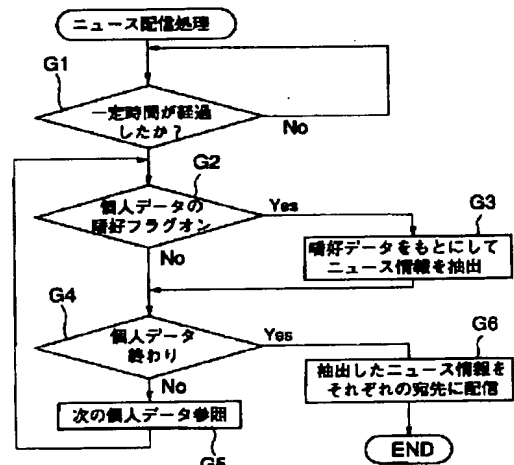 ニュース配信処理
G1
一定時間が経過
したか?
No
G2
個人データの
嗜好フラグオン
Yes
G3
嗜好データをもとにして
ニュース情報を抽出
No
G4
個人データ
終わり
Yes
G6
抽出したニュース情報を
それぞれの宛先に配信
No
次の個人データ参照
G5
END